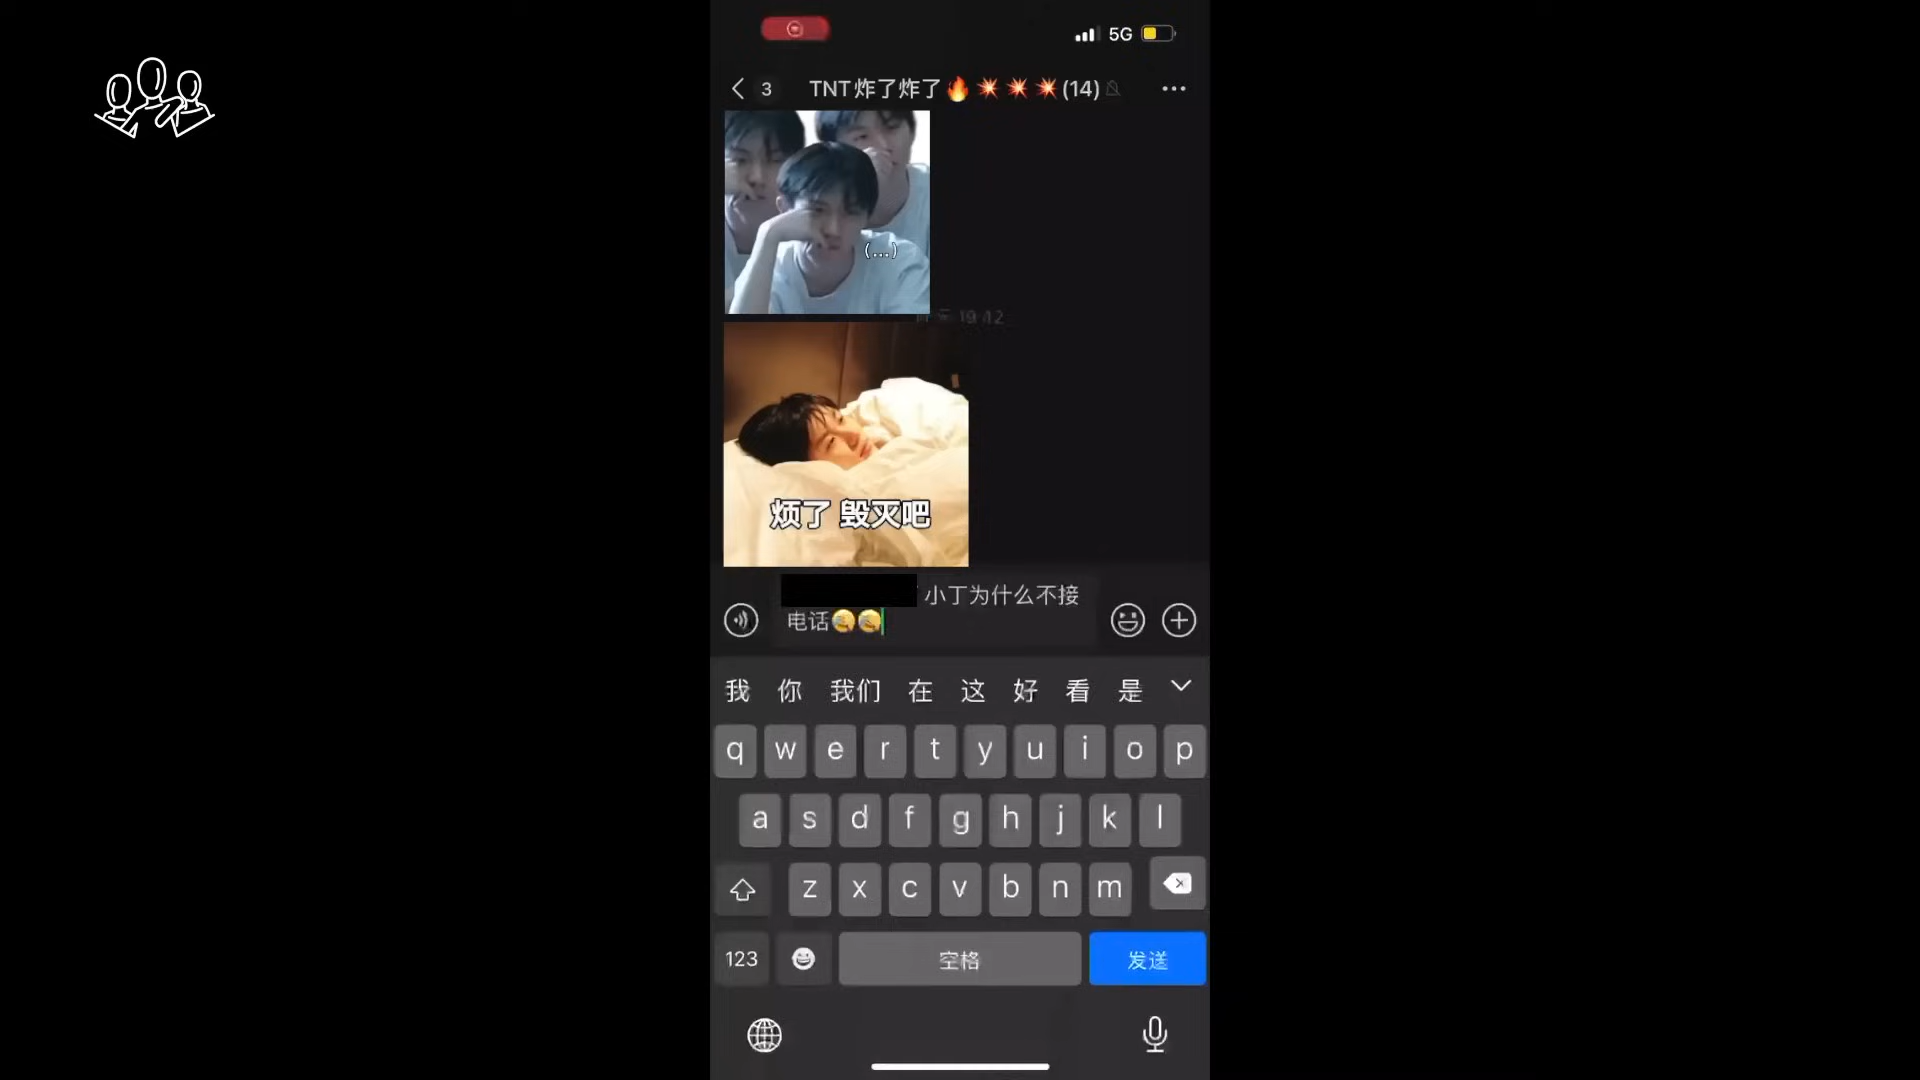 5G
3 TNT炸了炸了🔥💥💥💥(14)
(...)
19:42
烦了 毁灭吧
小丁为什么不接
电话
我 你 我们 在 这 好 看 是
q w e r t y u i o p
a s d f g h j k l
z x c v b n m
123 空格 发送